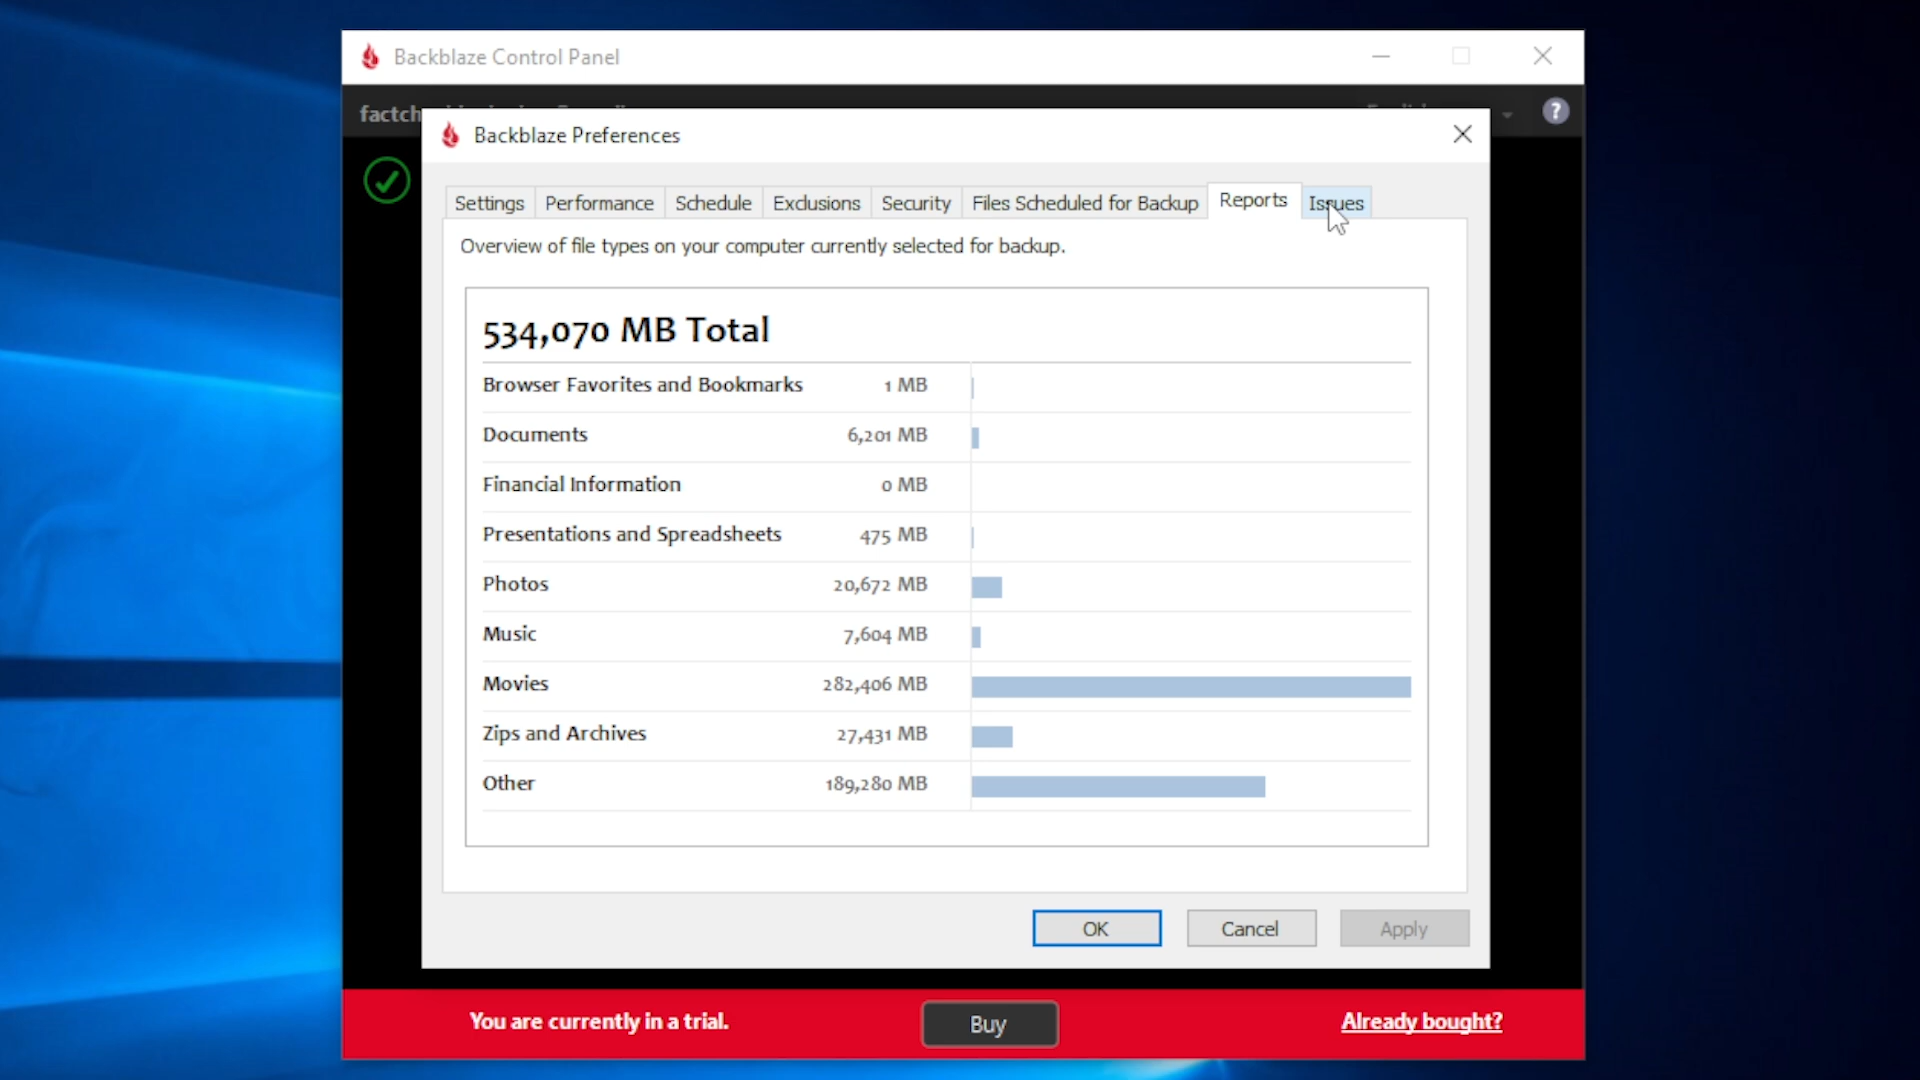 Backblaze Control Panel
factch
?
Backblaze Preferences
Settings Performance Schedule Exclusions Security Files Scheduled for Backup Reports Issues
Overview of file types on your computer currently selected for backup.
534,070 MB Total
Browser Favorites and Bookmarks 1 MB
Documents 6,201 MB
Financial Information 0 MB
Presentations and Spreadsheets 475 MB
Photos 20,672 MB
Music 7,604 MB
Movies 282,406 MB
Zips and Archives 27,431 MB
Other 189,280 MB
OK Cancel Apply
You are currently in a trial. Buy Already bought?